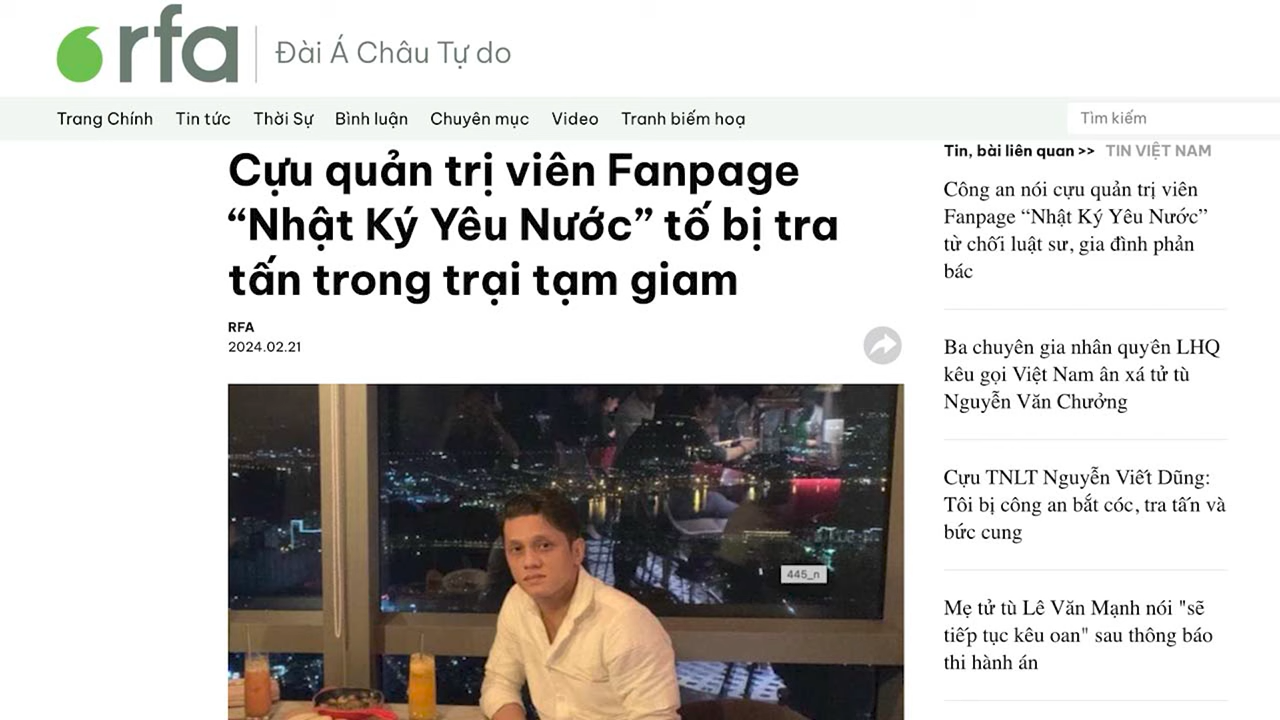 rfa Đài Á Châu Tự do
Trang Chính Tin tức Thời Sự Bình luận Chuyên mục Video Tranh biếm hoạ Tìm kiếm
Cựu quản trị viên Fanpage
“Nhật Ký Yêu Nước” tố bị tra
tấn trong trại tạm giam
RFA
2024.02.21
445_n
Tin, bài liên quan >> TIN VIỆT NAM
Công an nói cựu quản trị viên
Fanpage “Nhật Ký Yêu Nước”
từ chối luật sư, gia đình phản
bác
Ba chuyên gia nhân quyên LHQ
kêu gọi Việt Nam ân xá tử tù
Nguyễn Văn Chưởng
Cựu TNLT Nguyễn Viết Dũng:
Tôi bị công an bắt cóc, tra tấn và
bức cung
Mẹ tử tù Lê Văn Mạnh nói "sẽ
tiếp tục kêu oan" sau thông báo
thi hành án